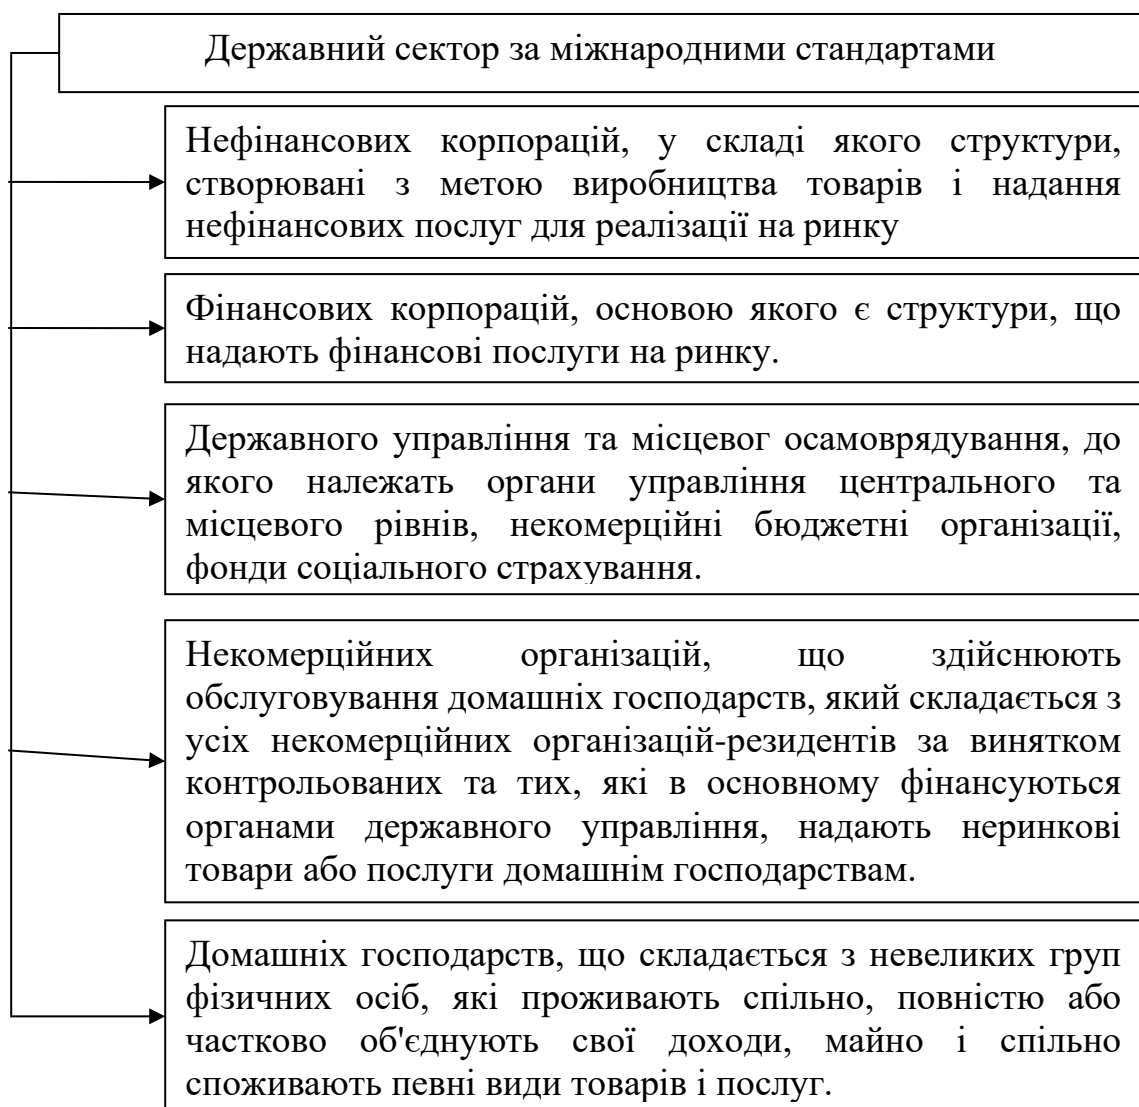 Державний сектор за міжнародними стандартами
Нефінансових корпорацій, у складі якого структури,
створювані з метою виробництва товарів і надання
нефінансових послуг для реалізації на ринку
Фінансових корпорацій, основою якого є структури, що
надають фінансові послуги на ринку.
Державного управління та місцевог осамоврядування, до
якого належать органи управління центрального та
місцевого рівнів, некомерційні бюджетні організації,
фонди соціального страхування.
Некомерційних організацій, що здійснюють
обслуговування домашніх господарств, який складається з
усіх некомерційних організацій-резидентів за винятком
контрольованих та тих, які в основному фінансуються
органами державного управління, надають неринкові
товари або послуги домашнім господарствам.
Домашніх господарств, що складається з невеликих груп
фізичних осіб, які проживають спільно, повністю або
частково об'єднують свої доходи, майно і спільно
споживають певні види товарів і послуг.